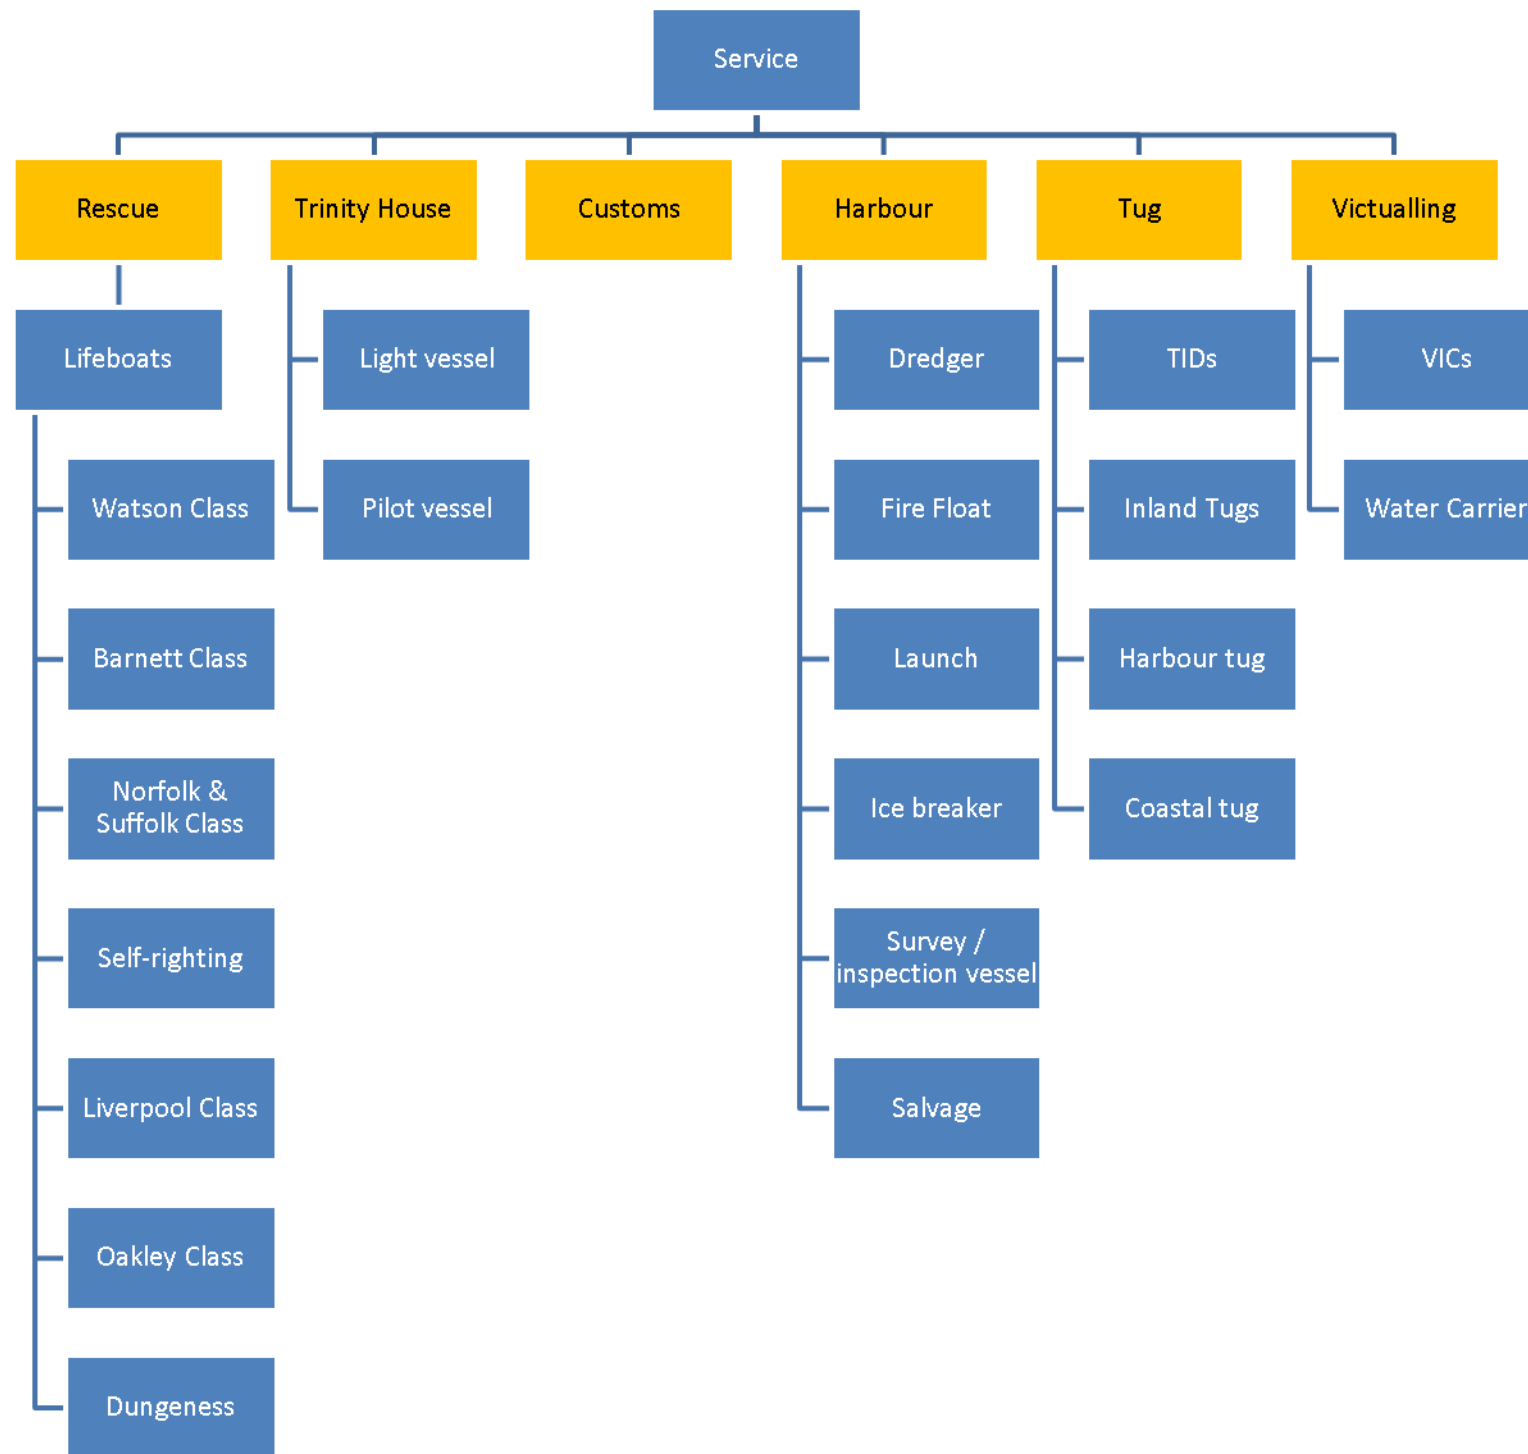 Service
Rescue
Trinity House
Customs
Harbour
Tug
Victualling
Lifeboats
Light vessel
Dredger
TIDs
VICs
Watson Class
Pilot vessel
Fire Float
Inland Tugs
Water Carrier
Barnett Class
Launch
Harbour tug
Norfolk &
Suffolk Class
Ice breaker
Coastal tug
Self-righting
Survey /
inspection vessel
Liverpool Class
Salvage
Oakley Class
Dungeness